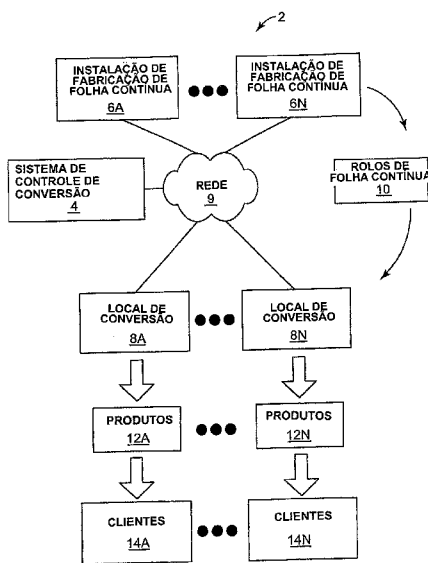 2
INSTALAÇÃO DE
FABRICAÇÃO DE
FOLHA CONTÍNUA
6A
INSTALAÇÃO DE
FABRICAÇÃO DE
FOLHA CONTÍNUA
6N
SISTEMA DE
CONTROLE DE
CONVERSÃO
4
REDE
9
ROLOS DE
FOLHA CONTÍNUA
10
LOCAL DE
CONVERSÃO
8A
LOCAL DE
CONVERSÃO
8N
PRODUTOS
12A
PRODUTOS
12N
CLIENTES
14A
CLIENTES
14N